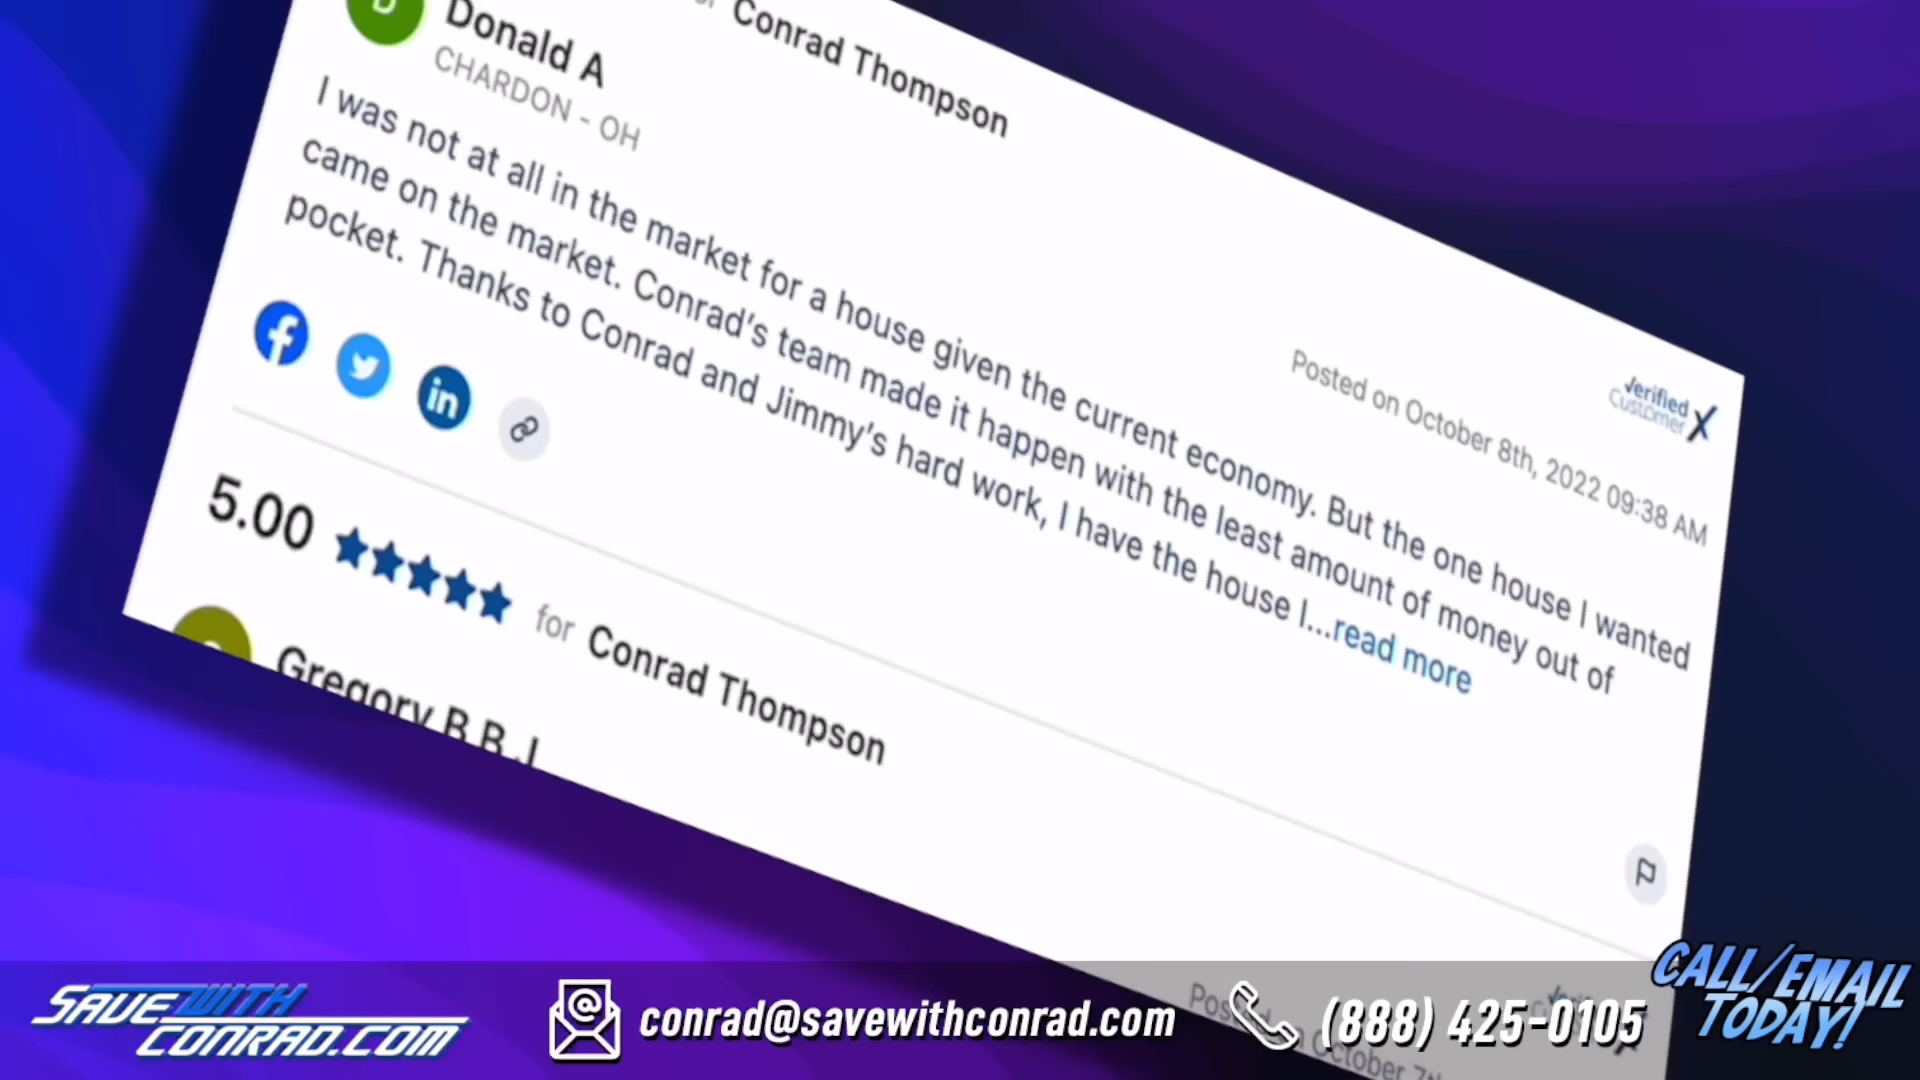 Conrad Thompson
Donald A
CHARDON - OH
Posted on October 8th, 2022 09:38 AM
Verified
Customer
I was not at all in the market for a house given the current economy. But the one house I wanted
came on the market. Conrad's team made it happen with the least amount of money out of
pocket. Thanks to Conrad and Jimmy's hard work, I have the house I...read more
5.00 for Conrad Thompson
Gregory B B J
SAVE WITH
CONRAD.COM
conrad@savewithconrad.com
(888) 425-0105
CALL/EMAIL
TODAY!